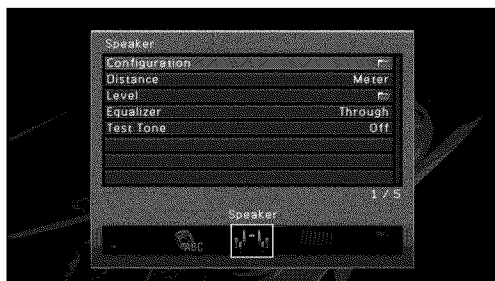 Speaker
Configuration
Distance Meter
Level
Equalizer Through
Test Tone Off
1 / 5
Speaker
ABC